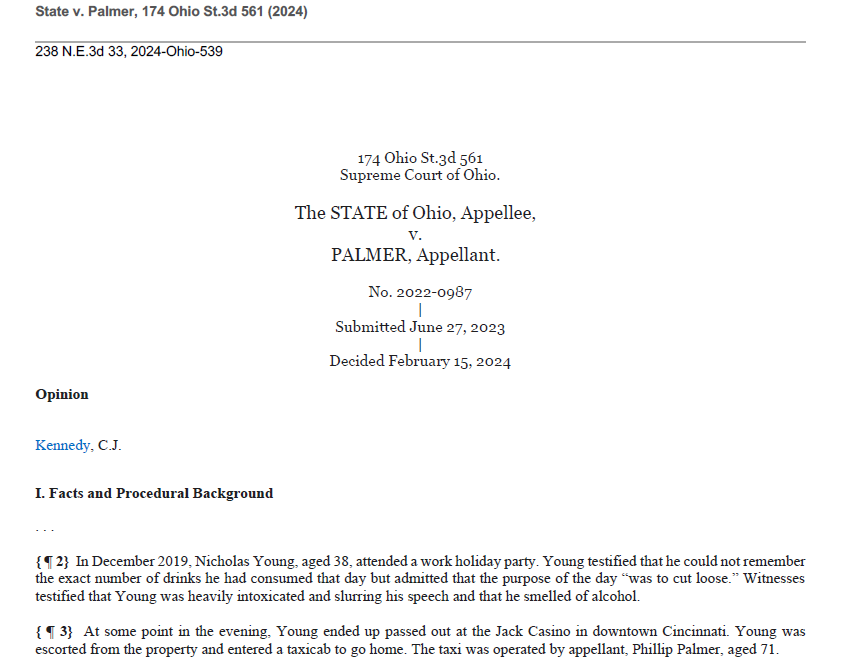 State v. Palmer, 174 Ohio St.3d 561 (2024)
238 N.E.3d 33, 2024-Ohio-539
174 Ohio St.3d 561
Supreme Court of Ohio.
The STATE of Ohio, Appellee,
v.
PALMER, Appellant.
No. 2022-0987
|
Submitted June 27, 2023
|
Decided February 15, 2024
Opinion
Kennedy, C.J.
I. Facts and Procedural Background
. . .
{¶ 2} In December 2019, Nicholas Young, aged 38, attended a work holiday party. Young testified that he could not remember
the exact number of drinks he had consumed that day but admitted that the purpose of the day “was to cut loose.” Witnesses
testified that Young was heavily intoxicated and slurring his speech and that he smelled of alcohol.
{ ¶ 3} At some point in the evening, Young ended up passed out at the Jack Casino in downtown Cincinnati. Young was
escorted from the property and entered a taxicab to go home. The taxi was operated by appellant, Phillip Palmer, aged 71.